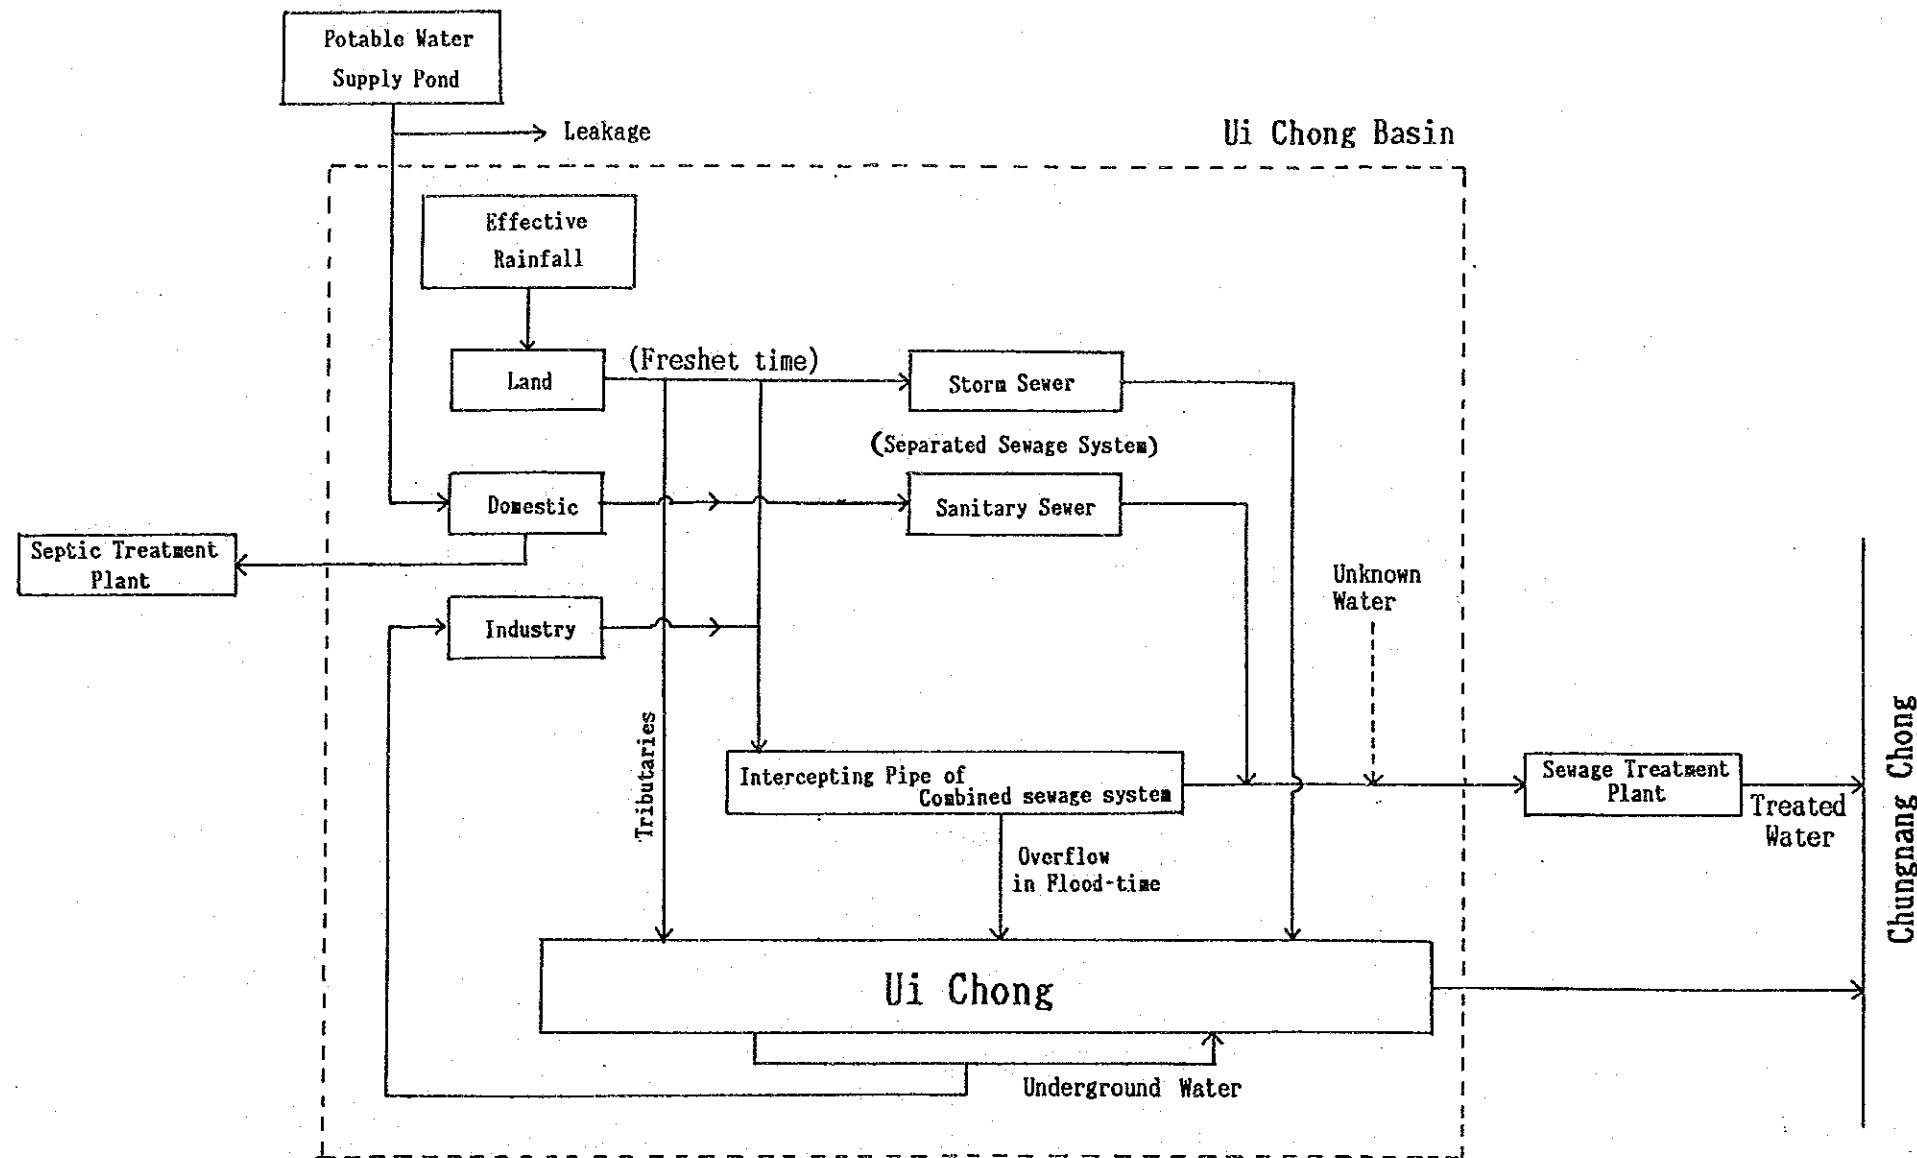 Potable Water
Supply Pond
Leakage
Ui Chong Basin
Effective
Rainfall
Land
(Freshet time)
Storm Sewer
(Separated Sewage System)
Domestic
Sanitary Sewer
Septic Treatment
Plant
Industry
Unknown
Water
Tributaries
Intercepting Pipe of
Combined sewage system
Sewage Treatment
Plant
Treated
Water
Chungnang Chong
Overflow
in Flood-time
Ui Chong
Underground Water